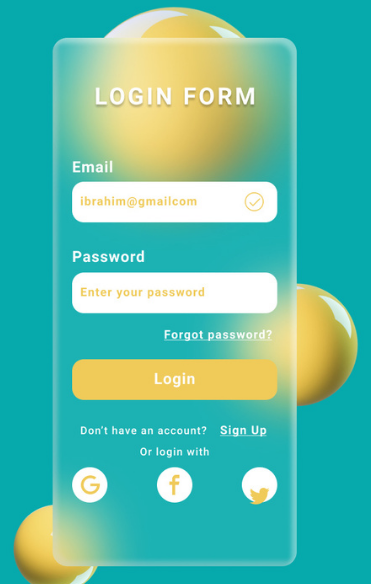 LOGIN FORM
Email
ibrahim@gmailcom
Password
Enter your password
Forgot password?
Login
Don't have an account? Sign Up
Or login with